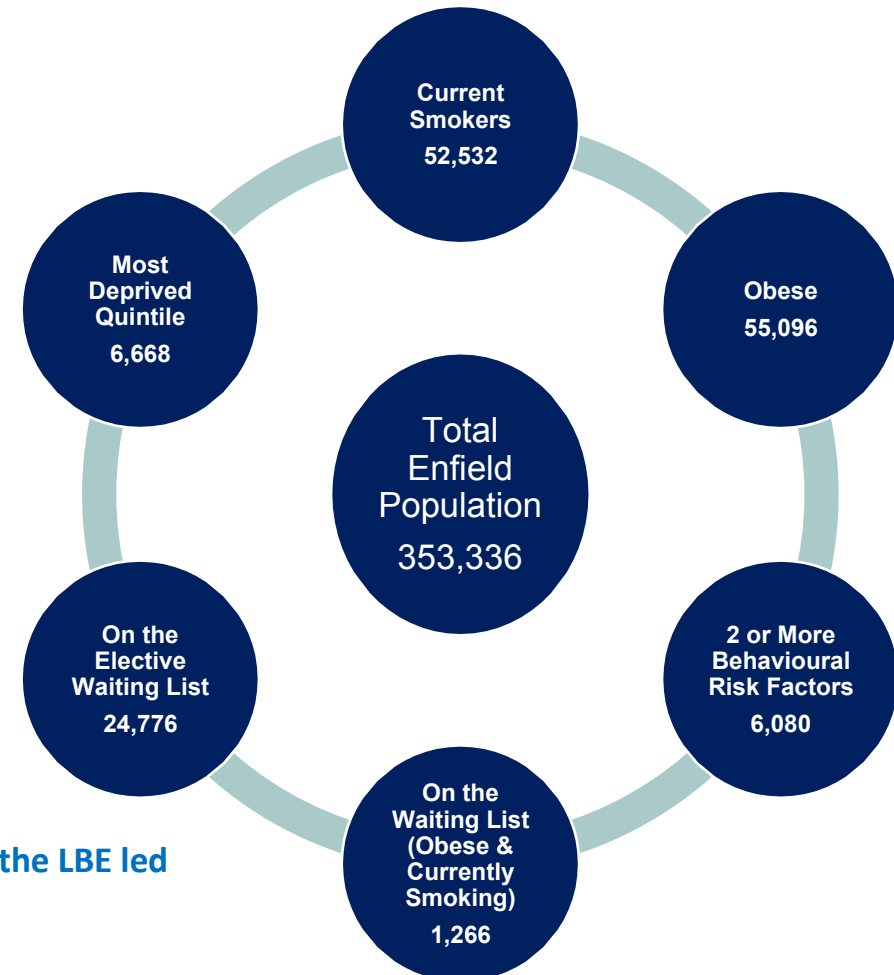 Current
Smokers
52,532
Most
Deprived
Quintile
6,668
Obese
55,096
Total
Enfield
Population
353,336
On the
Elective
Waiting List
24,776
2 or More
Behavioural
Risk Factors
6,080
On the
Waiting List
(Obese &
Currently
Smoking)
1,266
the LBE led